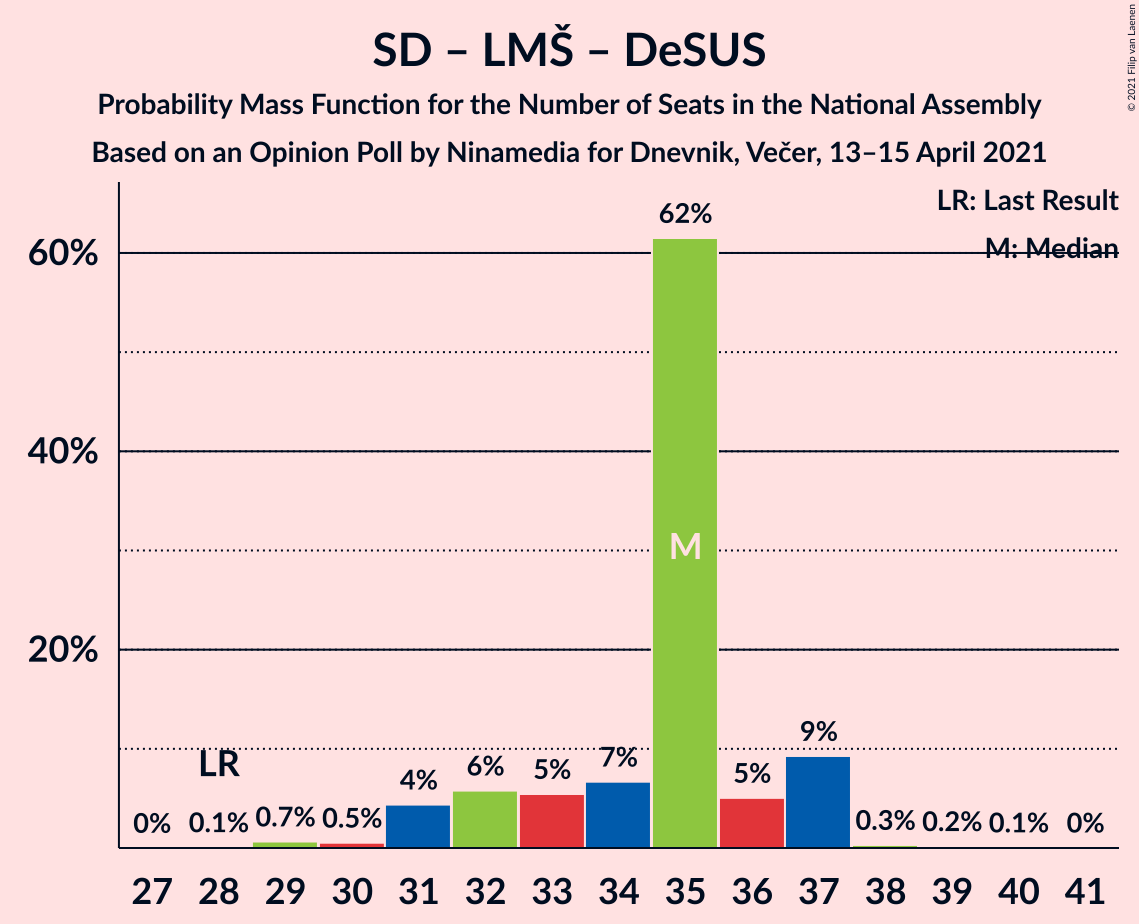 SD – LMŠ – DeSUS
Probability Mass Function for the Number of Seats in the National Assembly
Based on an Opinion Poll by Ninamedia for Dnevnik, Večer, 13–15 April 2021
© 2021 Filip van Laenen
LR: Last Result
M: Median
60%
40%
20%
62%
M
LR
0% 0.1% 0.7% 0.5% 4% 6% 5% 7% 5% 9% 0.3% 0.2% 0.1% 0%
27 28 29 30 31 32 33 34 35 36 37 38 39 40 41